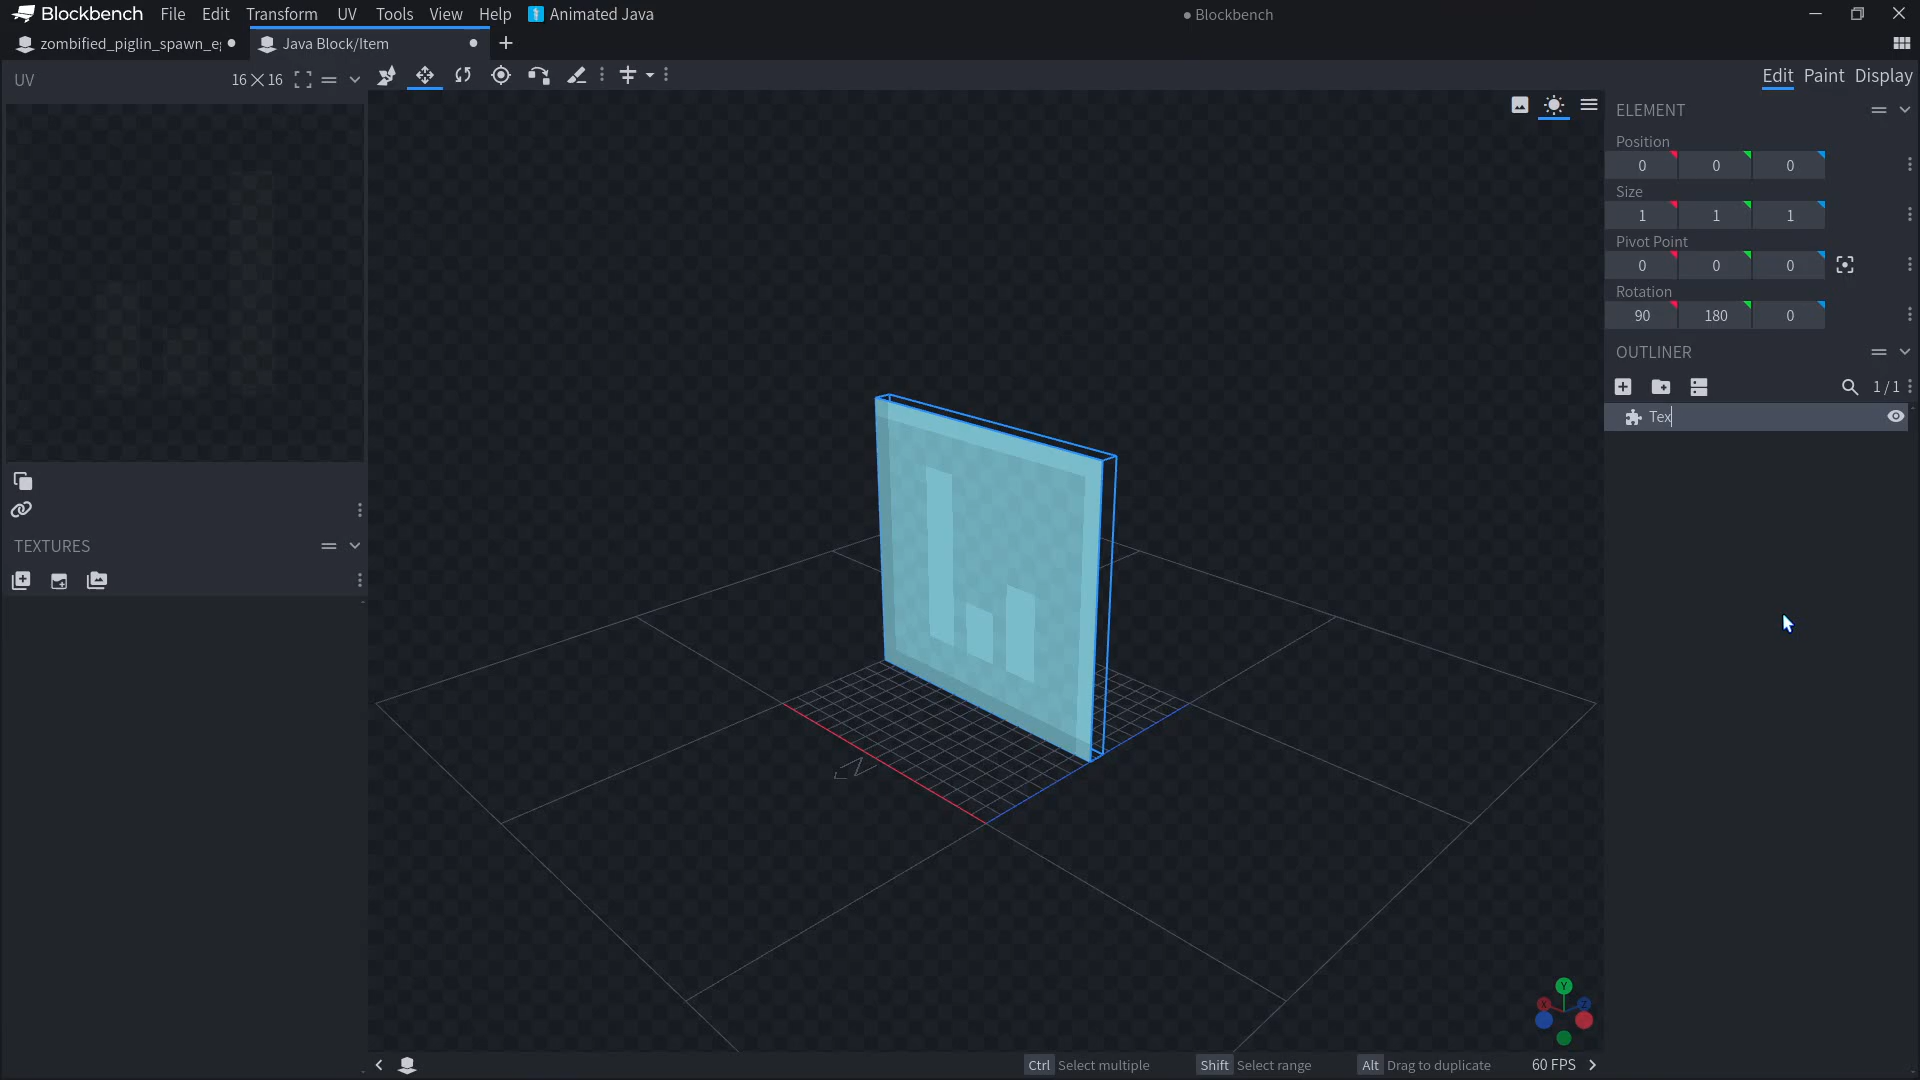 Blockbench File Edit Transform UV Tools View Help Animated Java
● Blockbench
zombified_piglin_spawn_e ●
Java Block/Item ●
UV 16×16
Edit Paint Display
ELEMENT
Position
0 0 0
Size
1 1 1
Pivot Point
0 0 0
Rotation
90 180 0
OUTLINER
1/1
Tex
TEXTURES
Y
X
Z
Ctrl Select multiple Shift Select range Alt Drag to duplicate 60 FPS